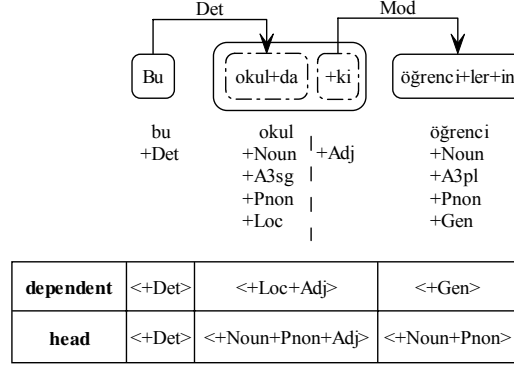 Det Mod
Bu okul+da +ki öğrenci+ler+in
bu okul öğrenci
+Det +Noun +Adj +Noun
+A3sg +A3pl
+Pnon +Pnon
+Loc +Gen
dependent <+Det> <+Loc+Adj> <+Gen>
head <+Det> <+Noun+Pnon+Adj> <+Noun+Pnon>